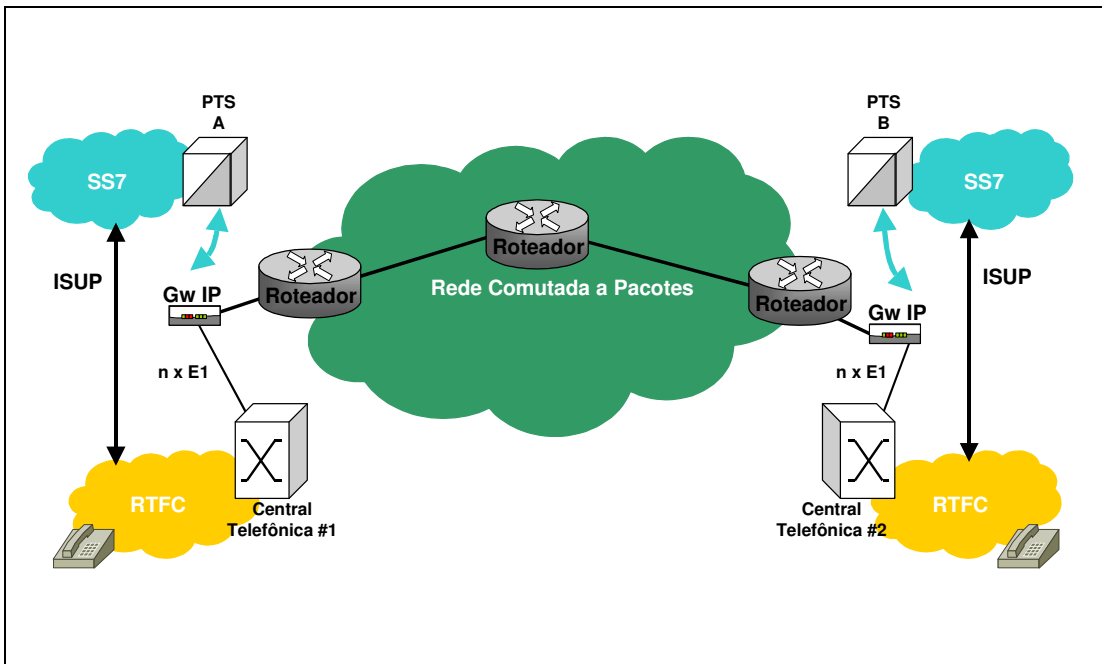 PTS
A
PTS
B
SS7
SS7
Roteador
ISUP
ISUP
Roteador
Rede Comutada a Pacotes
Roteador
Gw IP
Gw IP
n x E1
n x E1
RTFC
RTFC
Central
Telefônica #1
Central
Telefônica #2